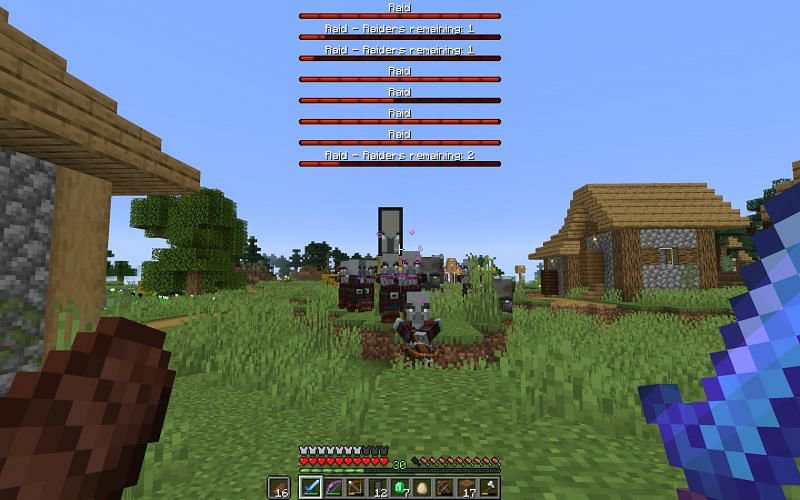 Raid
Raid - Raiders remaining: 1
Raid - Raiders remaining: 1
Raid
Raid
Raid
Raid
Raid - Raiders remaining: 2
30
16
12
7
17